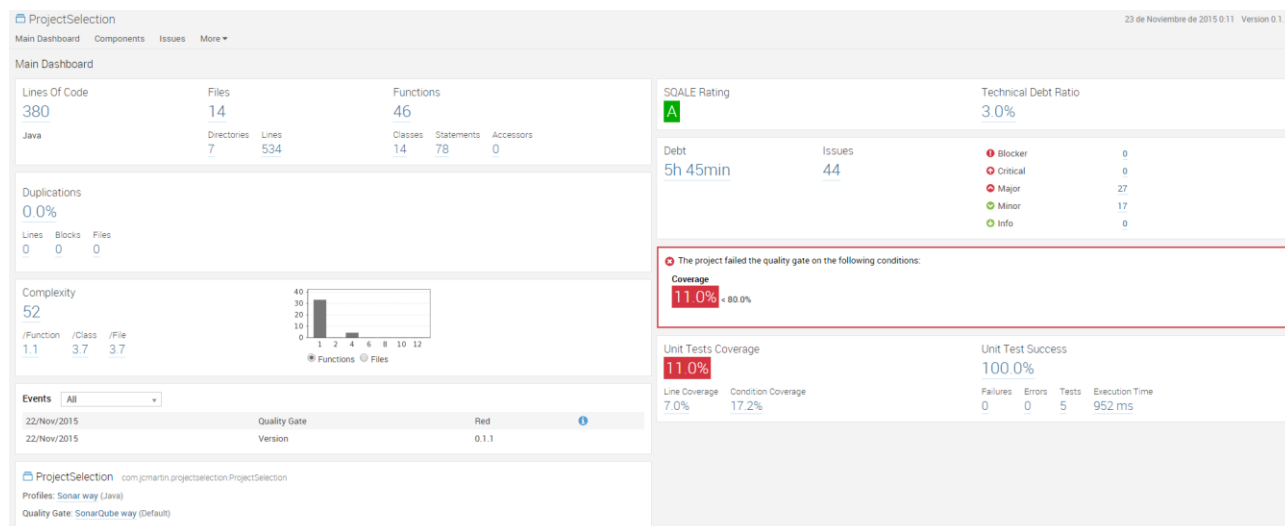 ProjectSelection
23 de Noviembre de 2015 0:11 Version 0.1.
Main Dashboard Components Issues More
Main Dashboard
Lines Of Code Files Functions
380 14 46
Java Directories Lines Classes Statements Accessors
7 534 14 78 0
Duplications
0.0%
Lines Blocks Files
0 0 0
Complexity
52
/Function /Class /File
1.1 3.7 3.7
40
30
20
10
0
1 2 4 6 8 10 12
Functions Files
Events All
22/Nov/2015 Quality Gate Red
22/Nov/2015 Version 0.1.1
ProjectSelection com.jcmartin.projectselection:ProjectSelection
Profiles: Sonar way (Java)
Quality Gate: SonarQube way (Default)
SQALE Rating Technical Debt Ratio
A 3.0%
Debt Issues
5h 45min 44
Blocker 0
Critical 0
Major 27
Minor 17
Info 0
The project failed the quality gate on the following conditions:
Coverage
11.0% < 80.0%
Unit Tests Coverage Unit Test Success
11.0% 100.0%
Line Coverage Condition Coverage Failures Errors Tests Execution Time
7.0% 17.2% 0 0 5 952 ms